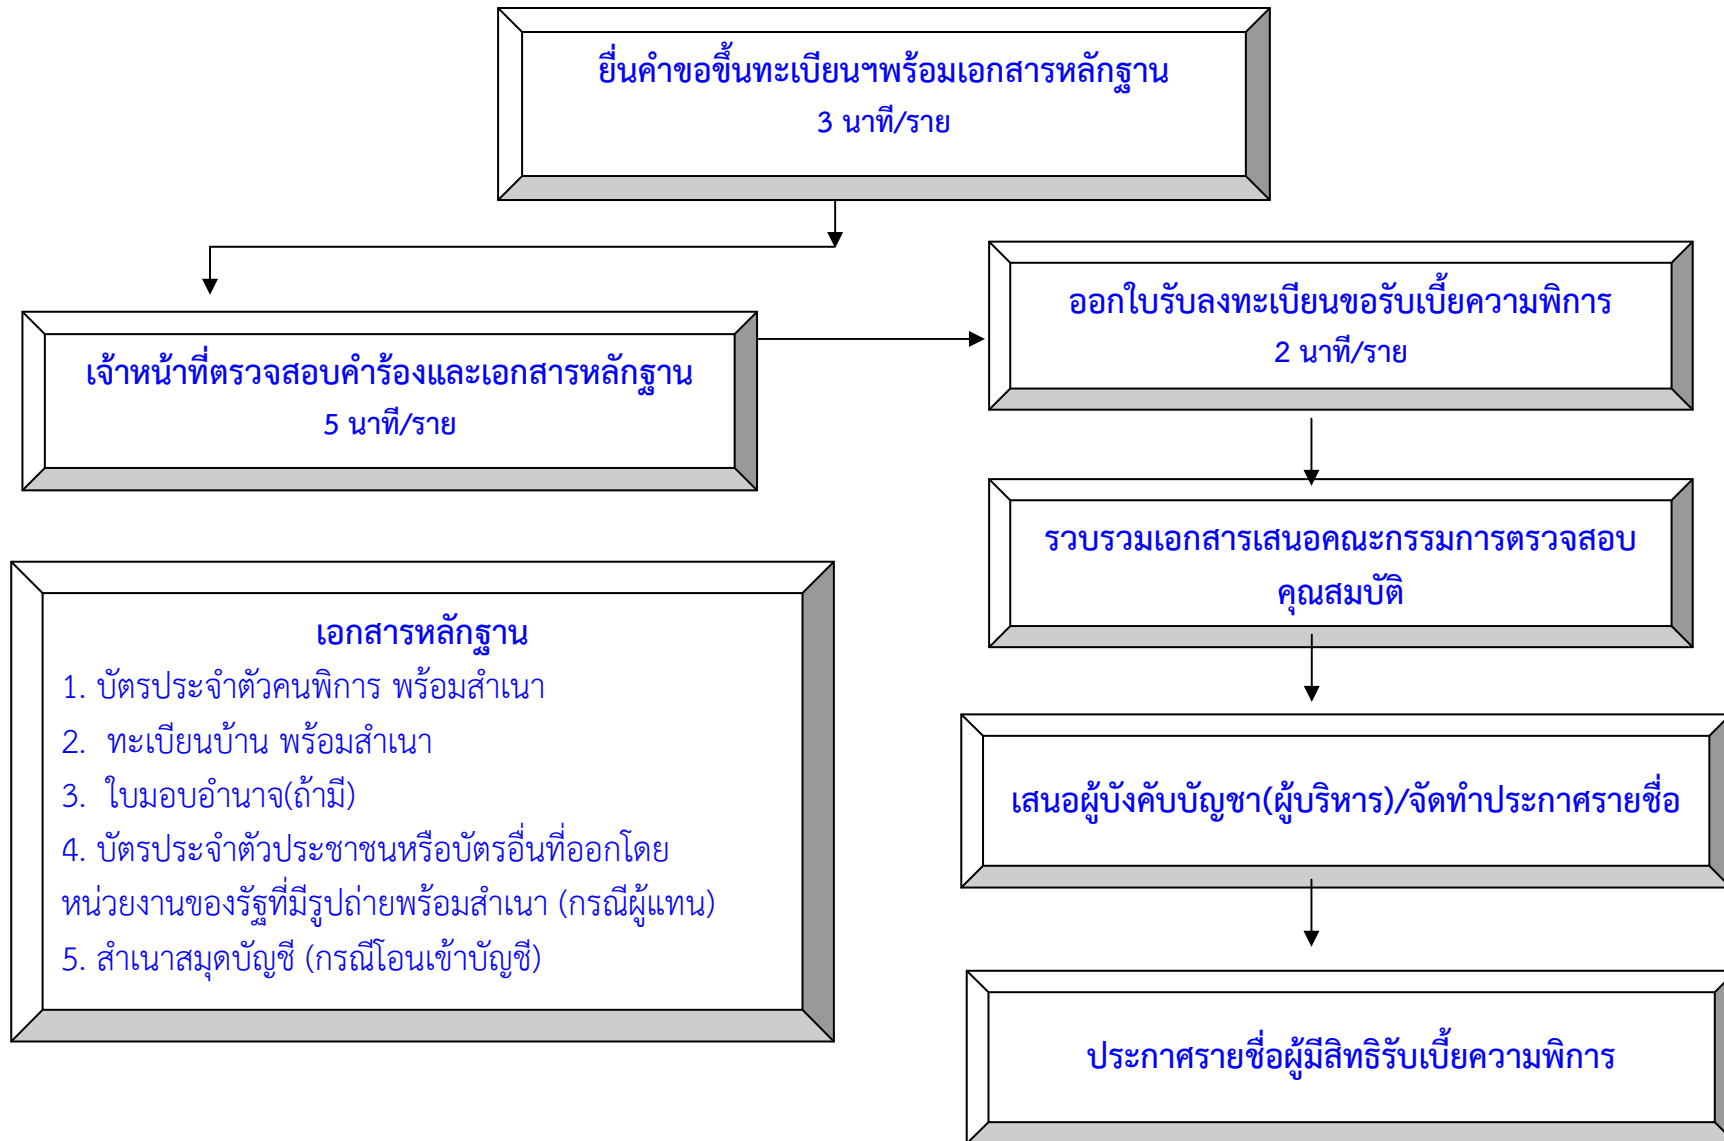 ยื่นคำขอขึ้นทะเบียนฯพร้อมเอกสารหลักฐาน
3 นาที/ราย
เจ้าหน้าที่ตรวจสอบคำร้องและเอกสารหลักฐาน
5 นาที/ราย
ออกใบรับลงทะเบียนขอรับเบี้ยความพิการ
2 นาที/ราย
รวบรวมเอกสารเสนอคณะกรรมการตรวจสอบ
คุณสมบัติ
เสนอผู้บังคับบัญชา(ผู้บริหาร)/จัดทำประกาศรายชื่อ
ประกาศรายชื่อผู้มีสิทธิรับเบี้ยความพิการ
เอกสารหลักฐาน
1. บัตรประจำตัวคนพิการ พร้อมสำเนา
2. ทะเบียนบ้าน พร้อมสำเนา
3. ใบมอบอำนาจ(ถ้ามี)
4. บัตรประจำตัวประชาชนหรือบัตรอื่นที่ออกโดย
หน่วยงานของรัฐที่มีรูปถ่ายพร้อมสำเนา (กรณีผู้แทน)
5. สำเนาสมุดบัญชี (กรณีโอนเข้าบัญชี)